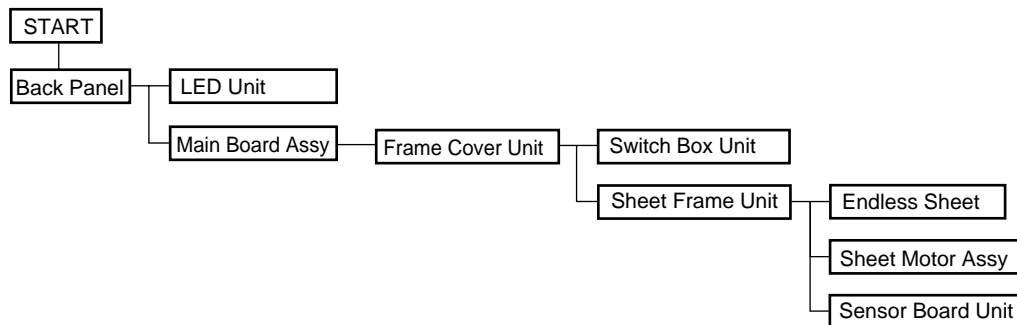 START
Back Panel
LED Unit
Main Board Assy
Frame Cover Unit
Switch Box Unit
Sheet Frame Unit
Endless Sheet
Sheet Motor Assy
Sensor Board Unit